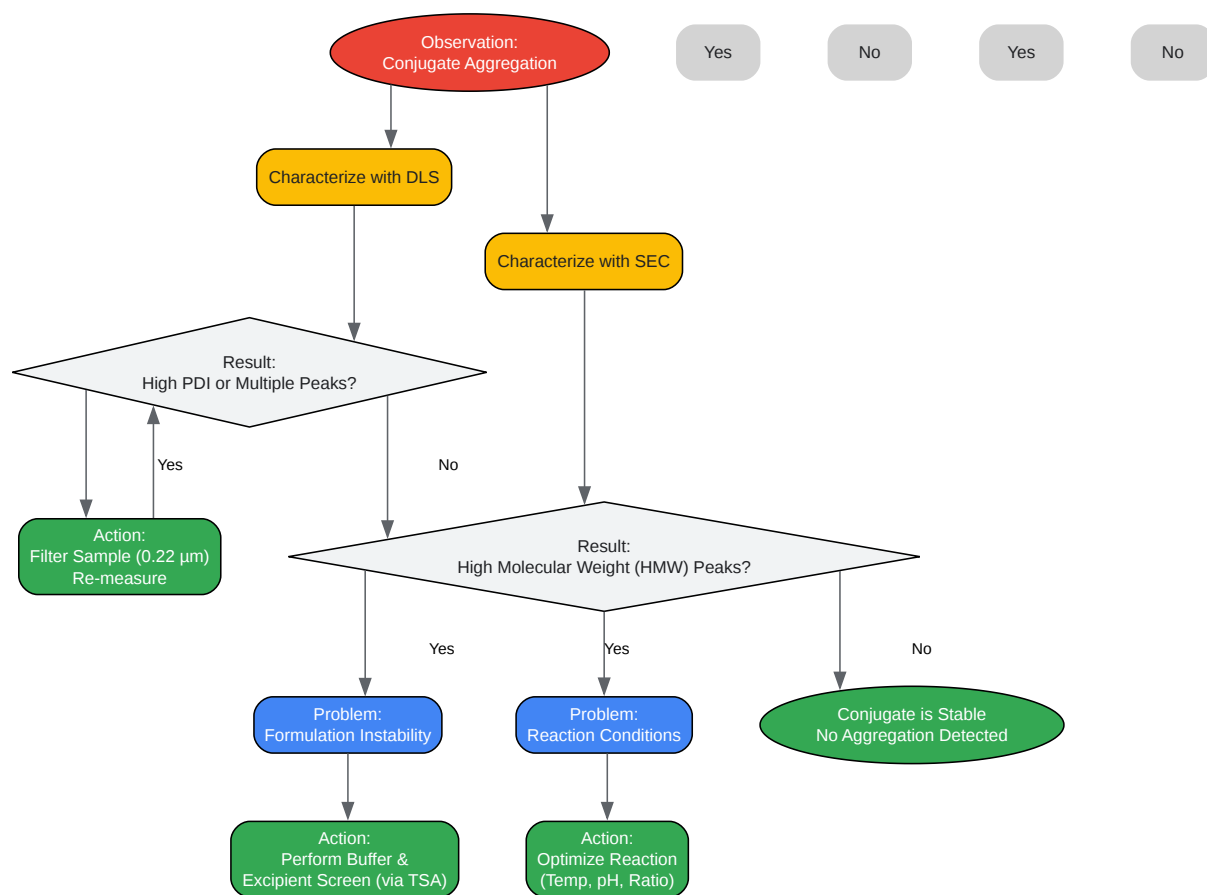 Observation:
Conjugate Aggregation
Yes
No
Yes
No
Characterize with DLS
Characterize with SEC
Result:
High PDI or Multiple Peaks?
Yes
No
Action:
Filter Sample (0.22 µm)
Re-measure
Result:
High Molecular Weight (HMW) Peaks?
Yes
Yes
No
Problem:
Formulation Instability
Problem:
Reaction Conditions
Conjugate is Stable
No Aggregation Detected
Action:
Perform Buffer &
Excipient Screen (via TSA)
Action:
Optimize Reaction
(Temp, pH, Ratio)